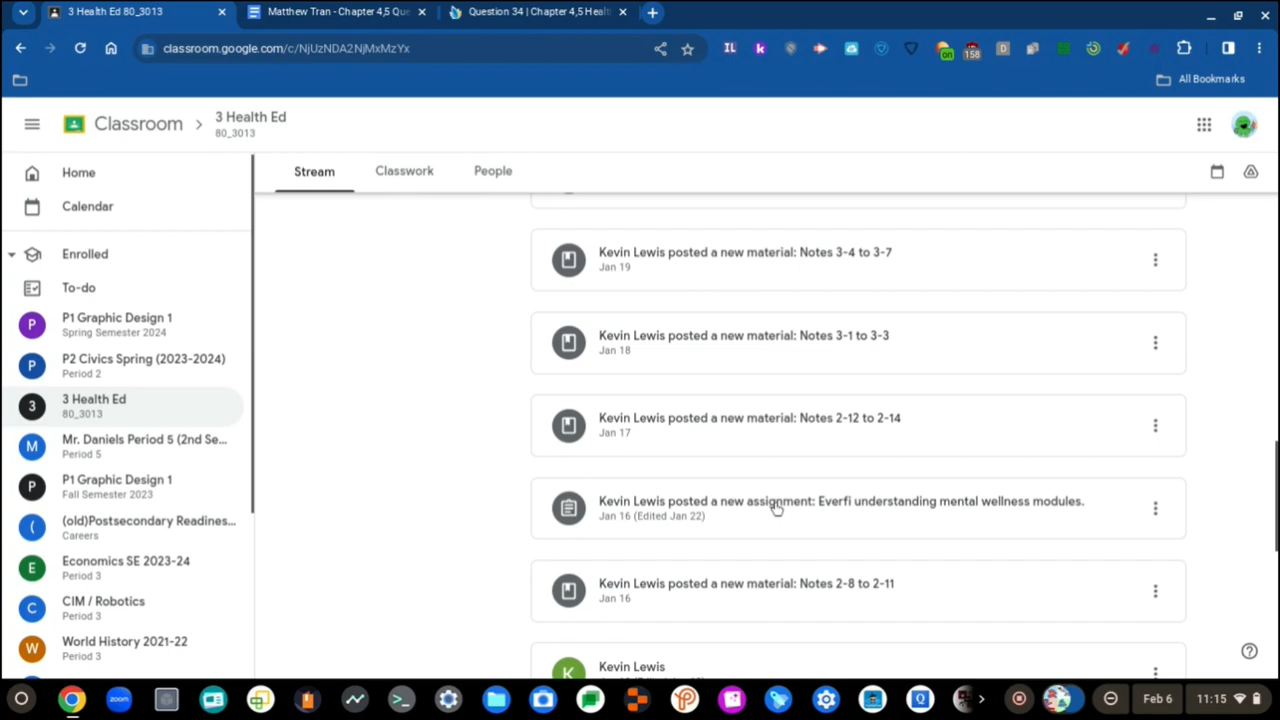 3 Health Ed 80_3013
Matthew Tran - Chapter 4,5 Que
Question 34 | Chapter 4,5 Healt
classroom.google.com/c/NjUzNDA2NjMxMzYx
IL
k
on
158
D
All Bookmarks
Classroom
3 Health Ed
80_3013
Stream
Classwork
People
Home
Calendar
Enrolled
To-do
P
P1 Graphic Design 1
Spring Semester 2024
P
P2 Civics Spring (2023-2024)
Period 2
3
3 Health Ed
80_3013
M
Mr. Daniels Period 5 (2nd Se...
Period 5
P
P1 Graphic Design 1
Fall Semester 2023
(
(old)Postsecondary Readines...
Careers
E
Economics SE 2023-24
Period 3
C
CIM / Robotics
Period 3
W
World History 2021-22
Period 3
Kevin Lewis posted a new material: Notes 3-4 to 3-7
Jan 19
Kevin Lewis posted a new material: Notes 3-1 to 3-3
Jan 18
Kevin Lewis posted a new material: Notes 2-12 to 2-14
Jan 17
Kevin Lewis posted a new assignment: Everfi understanding mental wellness modules.
Jan 16 (Edited Jan 22)
Kevin Lewis posted a new material: Notes 2-8 to 2-11
Jan 16
K
Kevin Lewis
zoom
Q
Feb 6
11:15